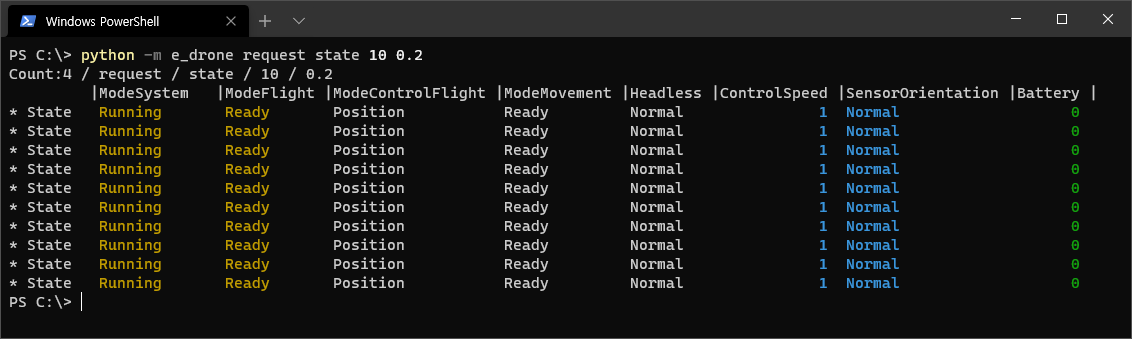 Windows PowerShell
PS C:\> python -m e_drone request state 10 0.2
Count:4 / request / state / 10 / 0.2
|ModeSystem |ModeFlight |ModeControlFlight |ModeMovement |Headless |ControlSpeed |SensorOrientation |Battery |
* State Running Ready Position Ready Normal 1 Normal 0
* State Running Ready Position Ready Normal 1 Normal 0
* State Running Ready Position Ready Normal 1 Normal 0
* State Running Ready Position Ready Normal 1 Normal 0
* State Running Ready Position Ready Normal 1 Normal 0
* State Running Ready Position Ready Normal 1 Normal 0
* State Running Ready Position Ready Normal 1 Normal 0
* State Running Ready Position Ready Normal 1 Normal 0
* State Running Ready Position Ready Normal 1 Normal 0
* State Running Ready Position Ready Normal 1 Normal 0
PS C:\>